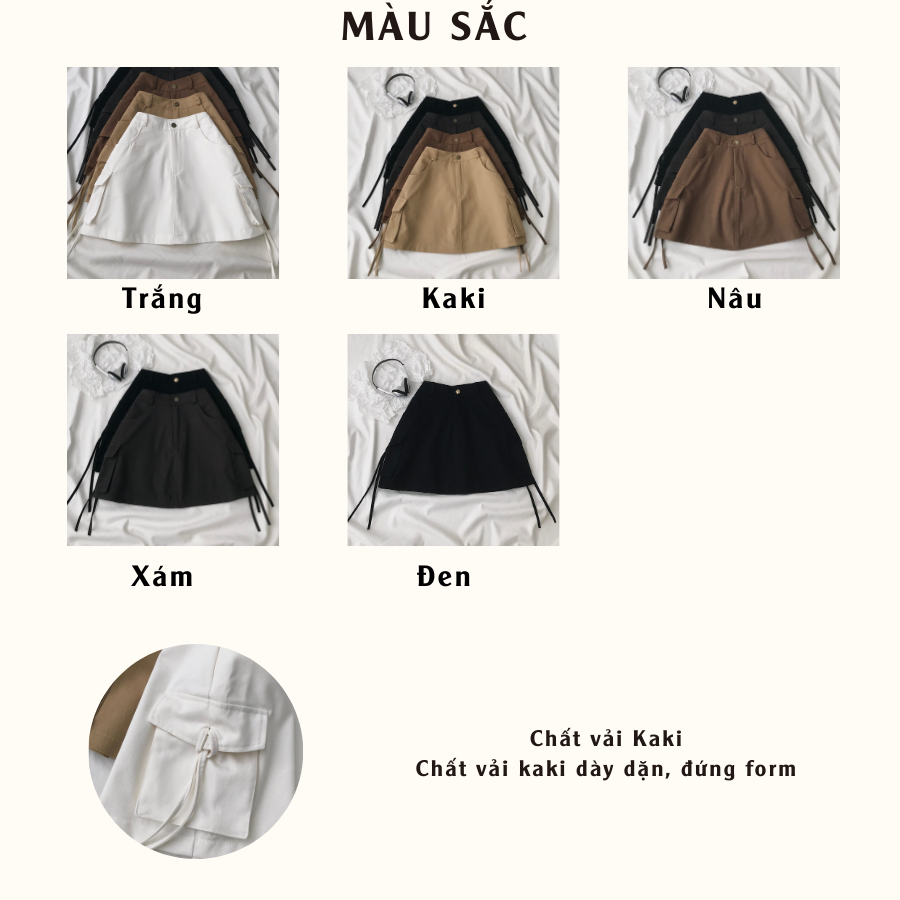 MÀU SẮC
Trắng
Kaki
Nâu
Xám
Đen
Chất vải Kaki
Chất vải kaki dày dặn, đứng form